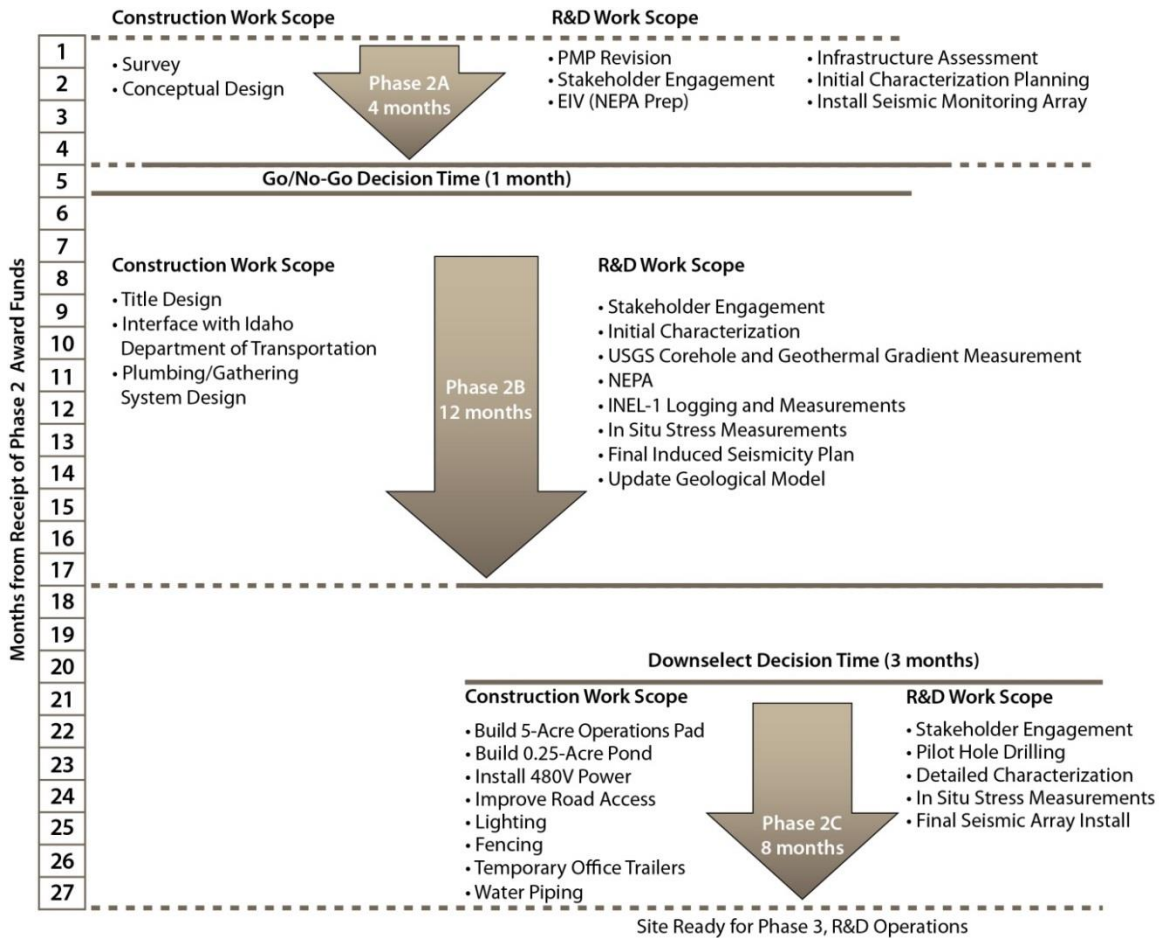 Construction Work Scope
R&D Work Scope
Months from Receipt of Phase 2 Award Funds
1
2
3
4
5
6
7
8
9
10
11
12
13
14
15
16
17
18
19
20
21
22
23
24
25
26
27
• Survey
• Conceptual Design
Phase 2A
4 months
• PMP Revision
• Stakeholder Engagement
• EIV (NEPA Prep)
• Infrastructure Assessment
• Initial Characterization Planning
• Install Seismic Monitoring Array
Go/No-Go Decision Time (1 month)
Construction Work Scope
• Title Design
• Interface with Idaho
Department of Transportation
• Plumbing/Gathering
System Design
Phase 2B
12 months
R&D Work Scope
• Stakeholder Engagement
• Initial Characterization
• USGS Corehole and Geothermal Gradient Measurement
• NEPA
• INEL-1 Logging and Measurements
• In Situ Stress Measurements
• Final Induced Seismicity Plan
• Update Geological Model
Downselect Decision Time (3 months)
Construction Work Scope
• Build 5-Acre Operations Pad
• Build 0.25-Acre Pond
• Install 480V Power
• Improve Road Access
• Lighting
• Fencing
• Temporary Office Trailers
• Water Piping
Phase 2C
8 months
R&D Work Scope
• Stakeholder Engagement
• Pilot Hole Drilling
• Detailed Characterization
• In Situ Stress Measurements
• Final Seismic Array Install
Site Ready for Phase 3, R&D Operations